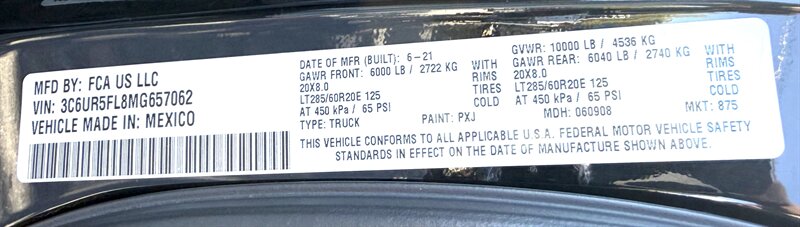 MFD BY: FCA US LLC
VIN: 3C6UR5FL8MG657062
VEHICLE MADE IN: MEXICO
DATE OF MFR (BUILT): 6-21
GAWR FRONT: 6000 LB / 2722 KG WITH
20X8.0 RIMS
LT285/60R20E 125 TIRES
AT 450 kPa / 65 PSI COLD
TYPE: TRUCK PAINT: PXJ
GVWR: 10000 LB / 4536 KG
GAWR REAR: 6040 LB / 2740 KG WITH
20X8.0 RIMS
LT285/60R20E 125 TIRES
AT 450 kPa / 65 PSI COLD
MDH: 060908 MKT: 875
THIS VEHICLE CONFORMS TO ALL APPLICABLE U.S.A. FEDERAL MOTOR VEHICLE SAFETY
STANDARDS IN EFFECT ON THE DATE OF MANUFACTURE SHOWN ABOVE.